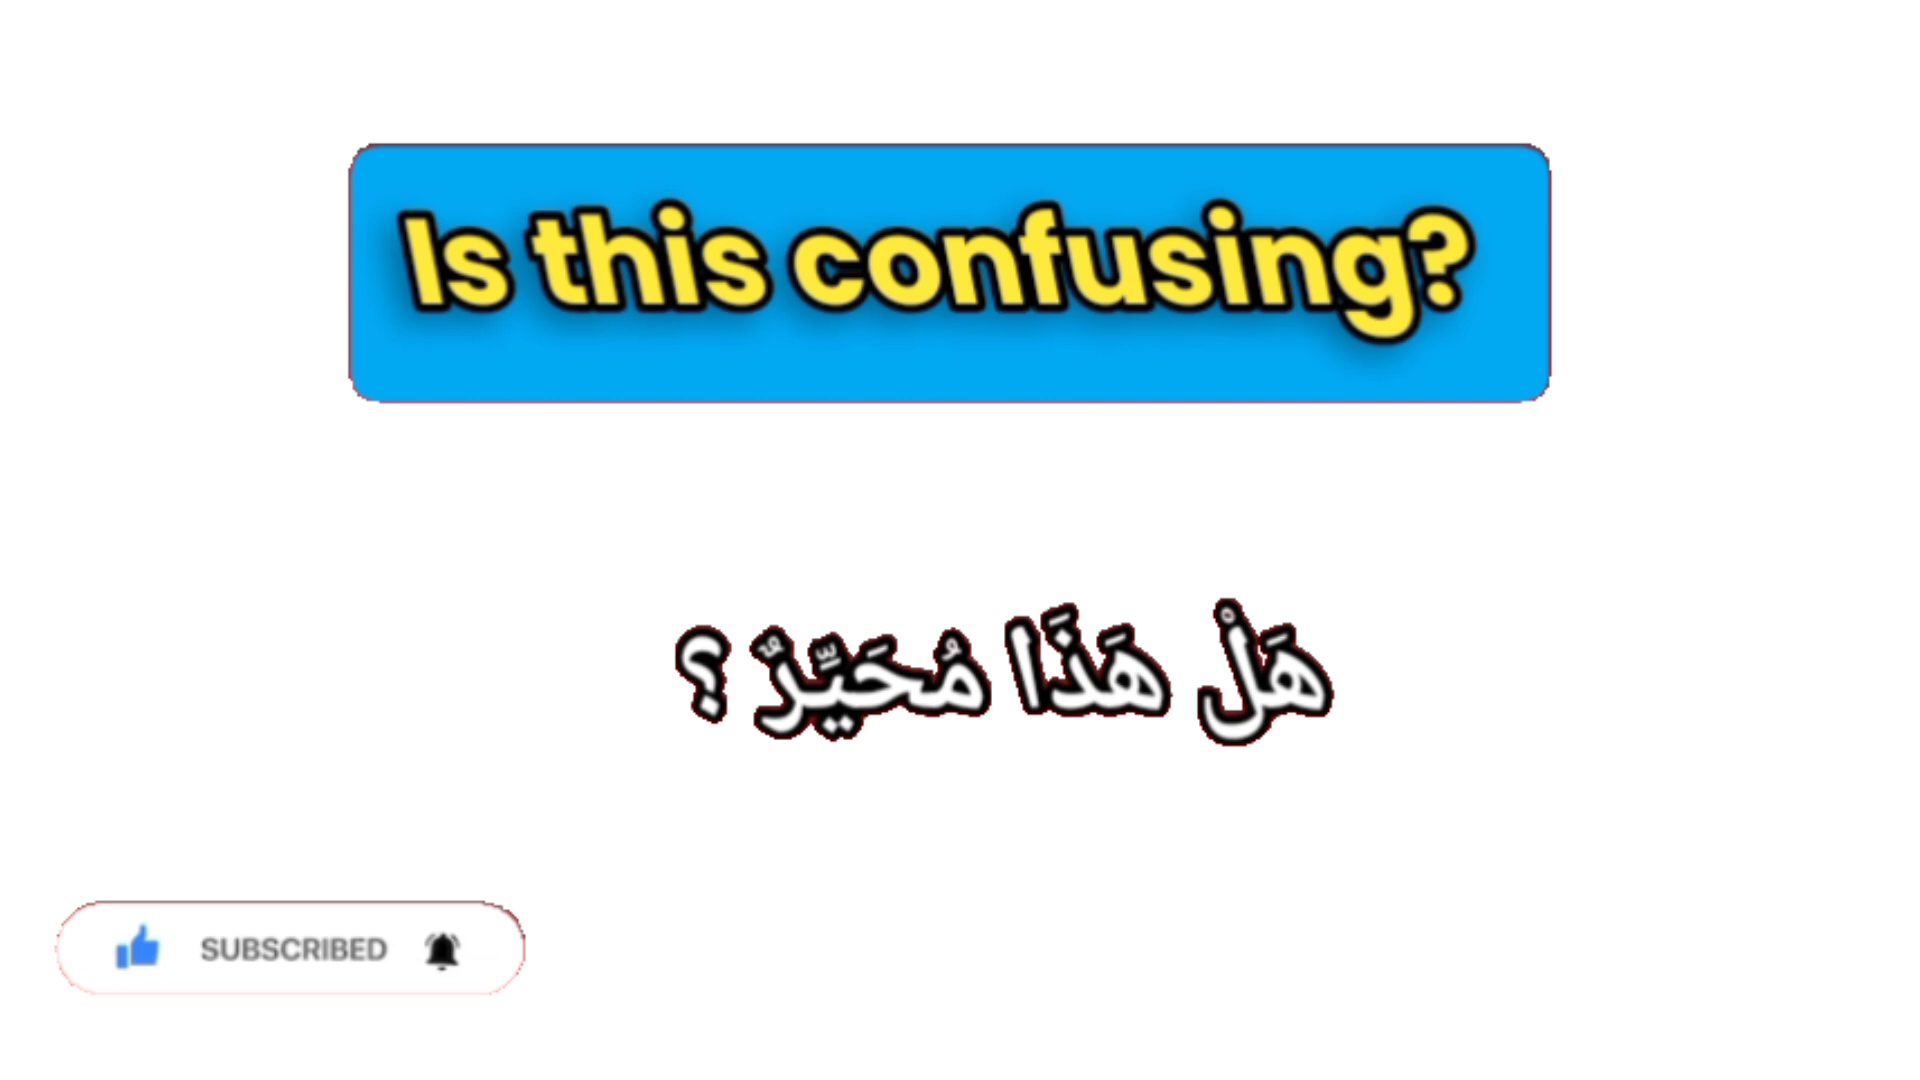 Is this confusing?
هَلْ هَذَا مُحَيِّرٌ ؟
SUBSCRIBED